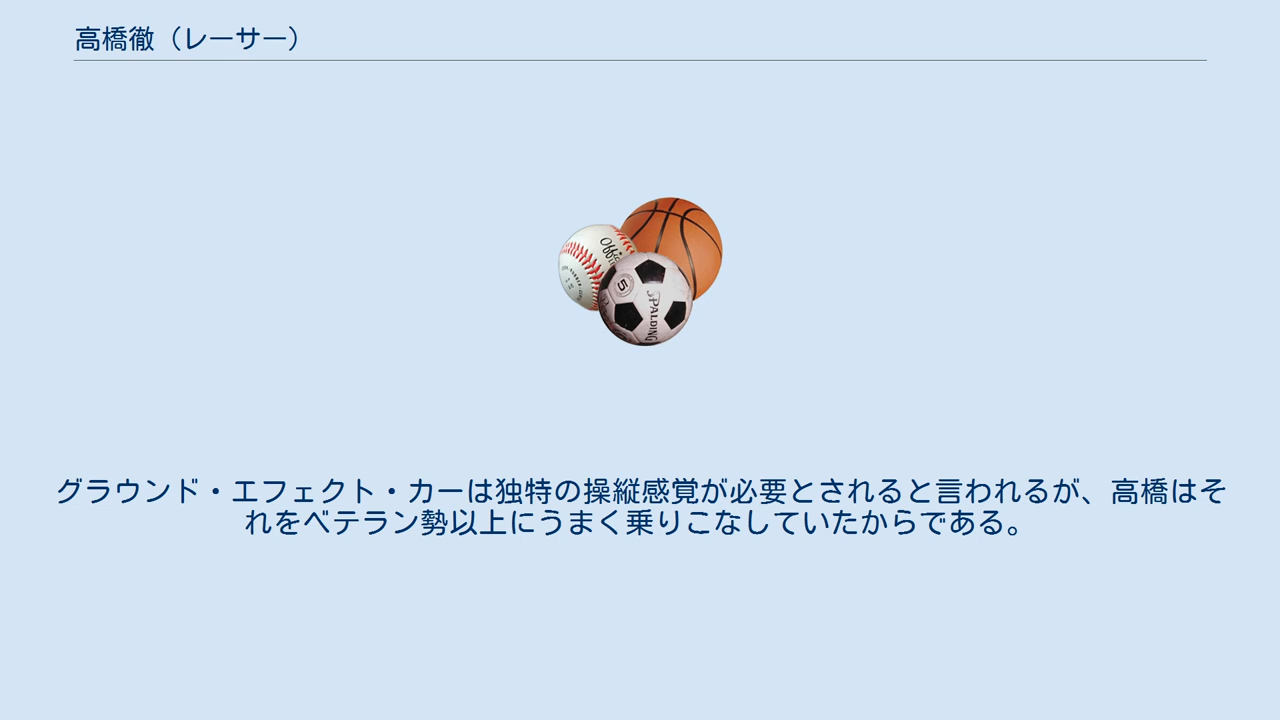 高橋徹（レーサー）
Offic
5
SPALDING
グラウンド・エフェクト・カーは独特の操縦感覚が必要とされると言われるが、高橋はそ
れをベテラン勢以上にうまく乗りこなしていたからである。